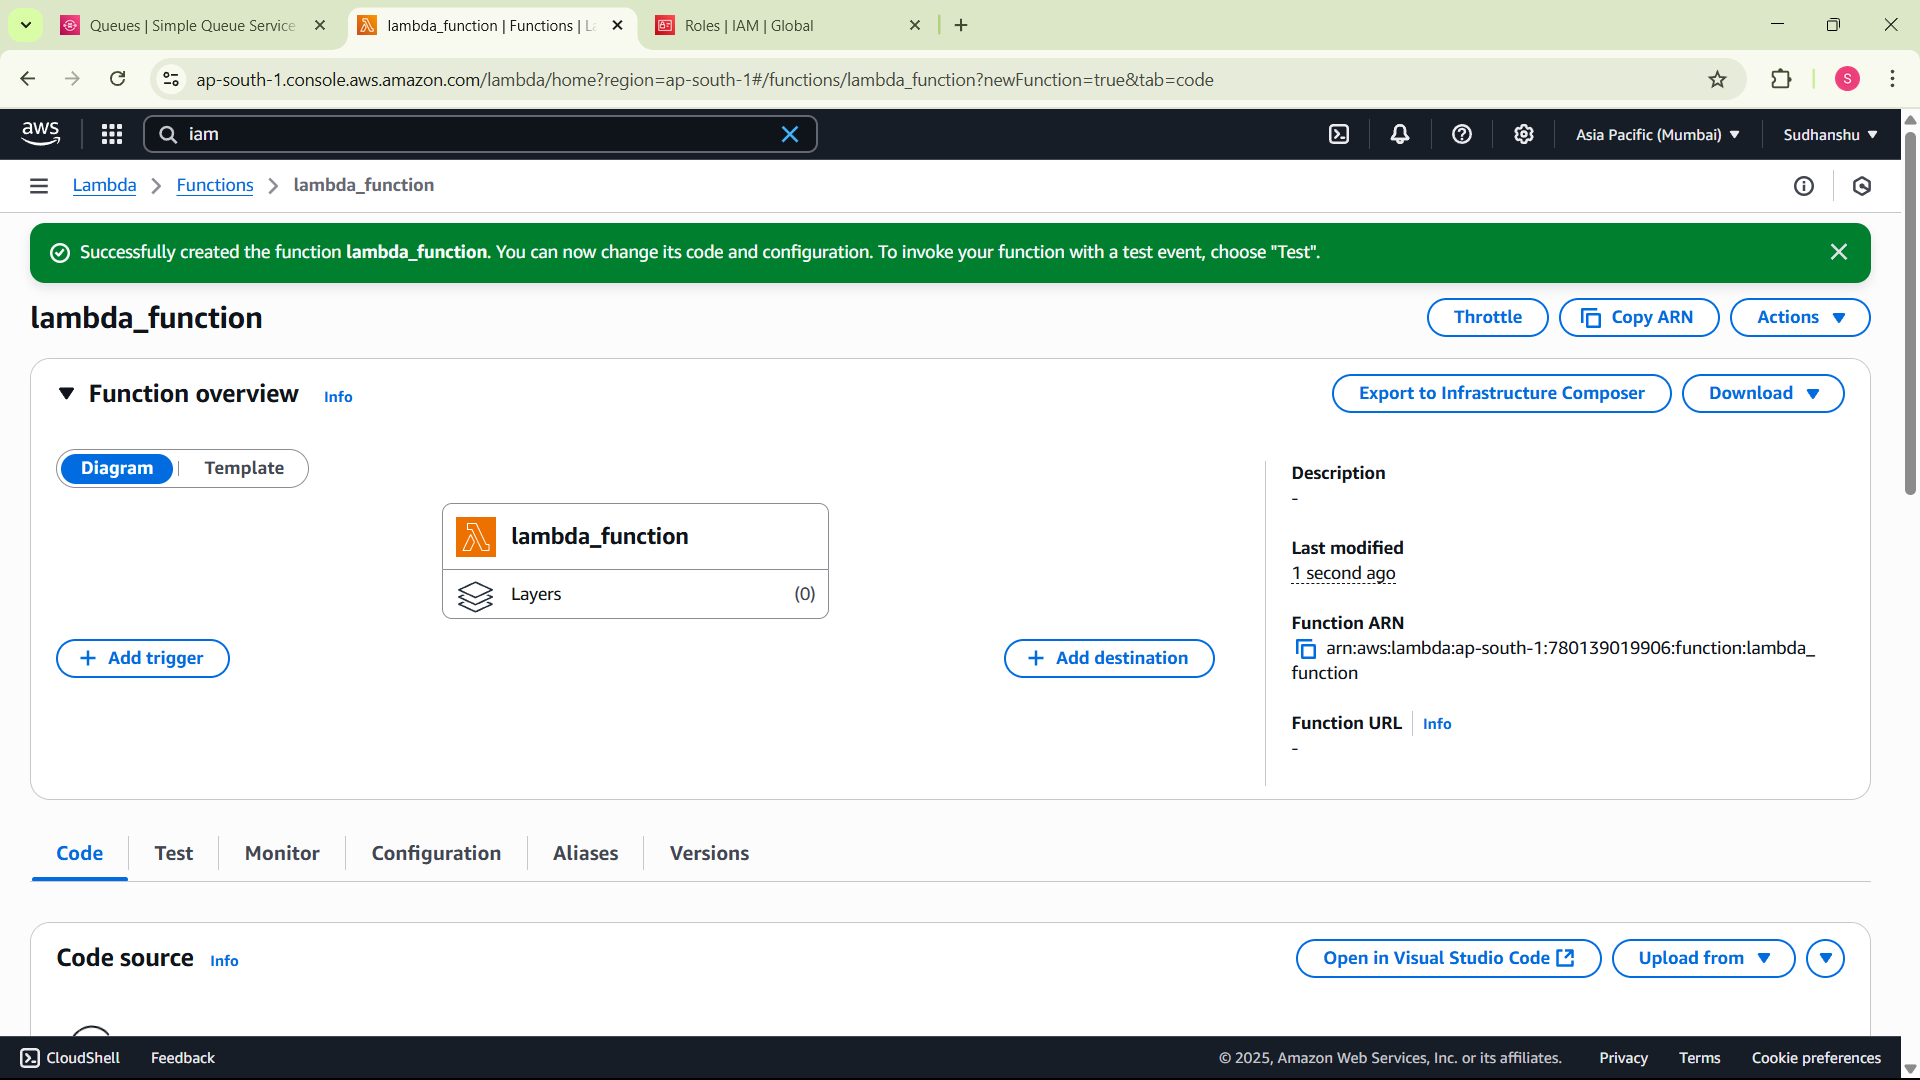 Queues | Simple Queue Service
lambda_function | Functions | La
Roles | IAM | Global
ap-south-1.console.aws.amazon.com/lambda/home?region=ap-south-1#/functions/lambda_function?newFunction=true&tab=code
S
aws
iam
Asia Pacific (Mumbai)
Sudhanshu
Lambda
Functions
lambda_function
Successfully created the function lambda_function. You can now change its code and configuration. To invoke your function with a test event, choose "Test".
lambda_function
Throttle
Copy ARN
Actions
Function overview
Info
Export to Infrastructure Composer
Download
Diagram
Template
lambda_function
Layers
(0)
+ Add trigger
+ Add destination
Description
-
Last modified
1 second ago
Function ARN
arn:aws:lambda:ap-south-1:780139019906:function:lambda_
function
Function URL
Info
-
Code
Test
Monitor
Configuration
Aliases
Versions
Code source
Info
Open in Visual Studio Code
Upload from
CloudShell
Feedback
© 2025, Amazon Web Services, Inc. or its affiliates.
Privacy
Terms
Cookie preferences